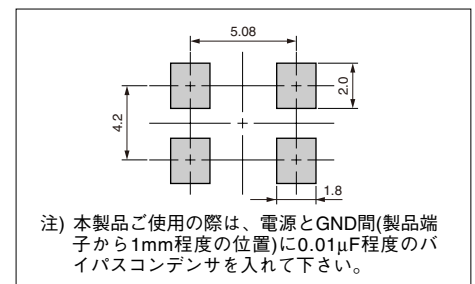 5.08
2.0
4.2
1.8
注) 本製品ご使用の際は、電源とGND間(製品端
子から1mm程度の位置)に0.01μF程度のバ
イパスコンデンサを入れて下さい。